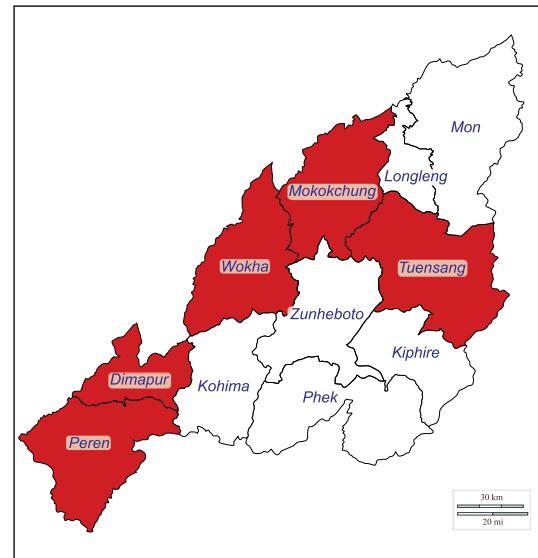 Mon
Longleng
Mokokchung
Tuensang
Wokha
Zunheboto
Kiphire
Dimapur
Kohima
Phek
Peren
30 km
20 mi